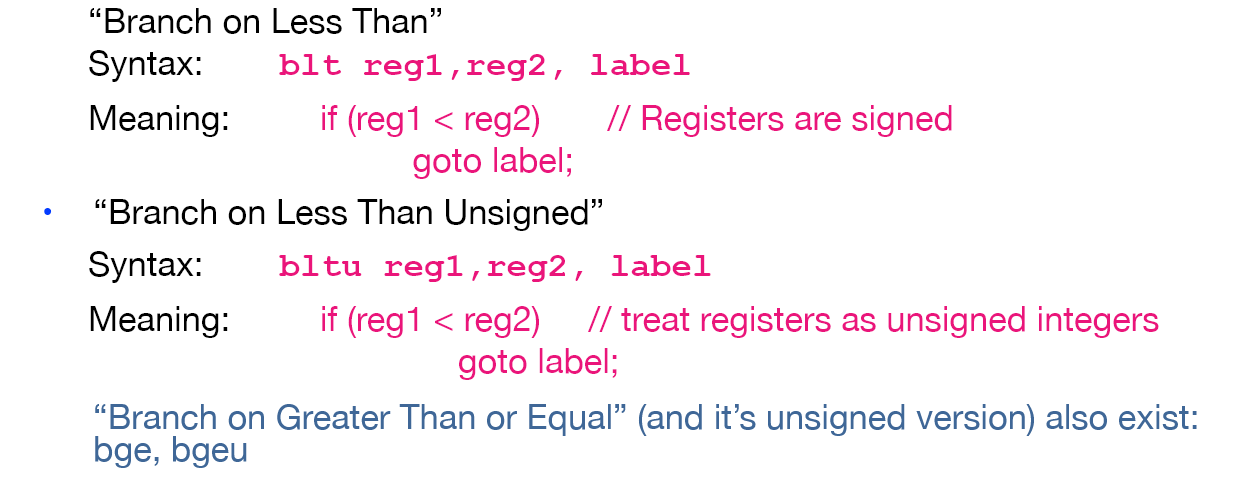 “Branch on Less Than”
Syntax: blt reg1,reg2, label
Meaning: if (reg1 < reg2) // Registers are signed
goto label;
• “Branch on Less Than Unsigned”
Syntax: bltu reg1,reg2, label
Meaning: if (reg1 < reg2) // treat registers as unsigned integers
goto label;
“Branch on Greater Than or Equal” (and it’s unsigned version) also exist:
bge, bgeu